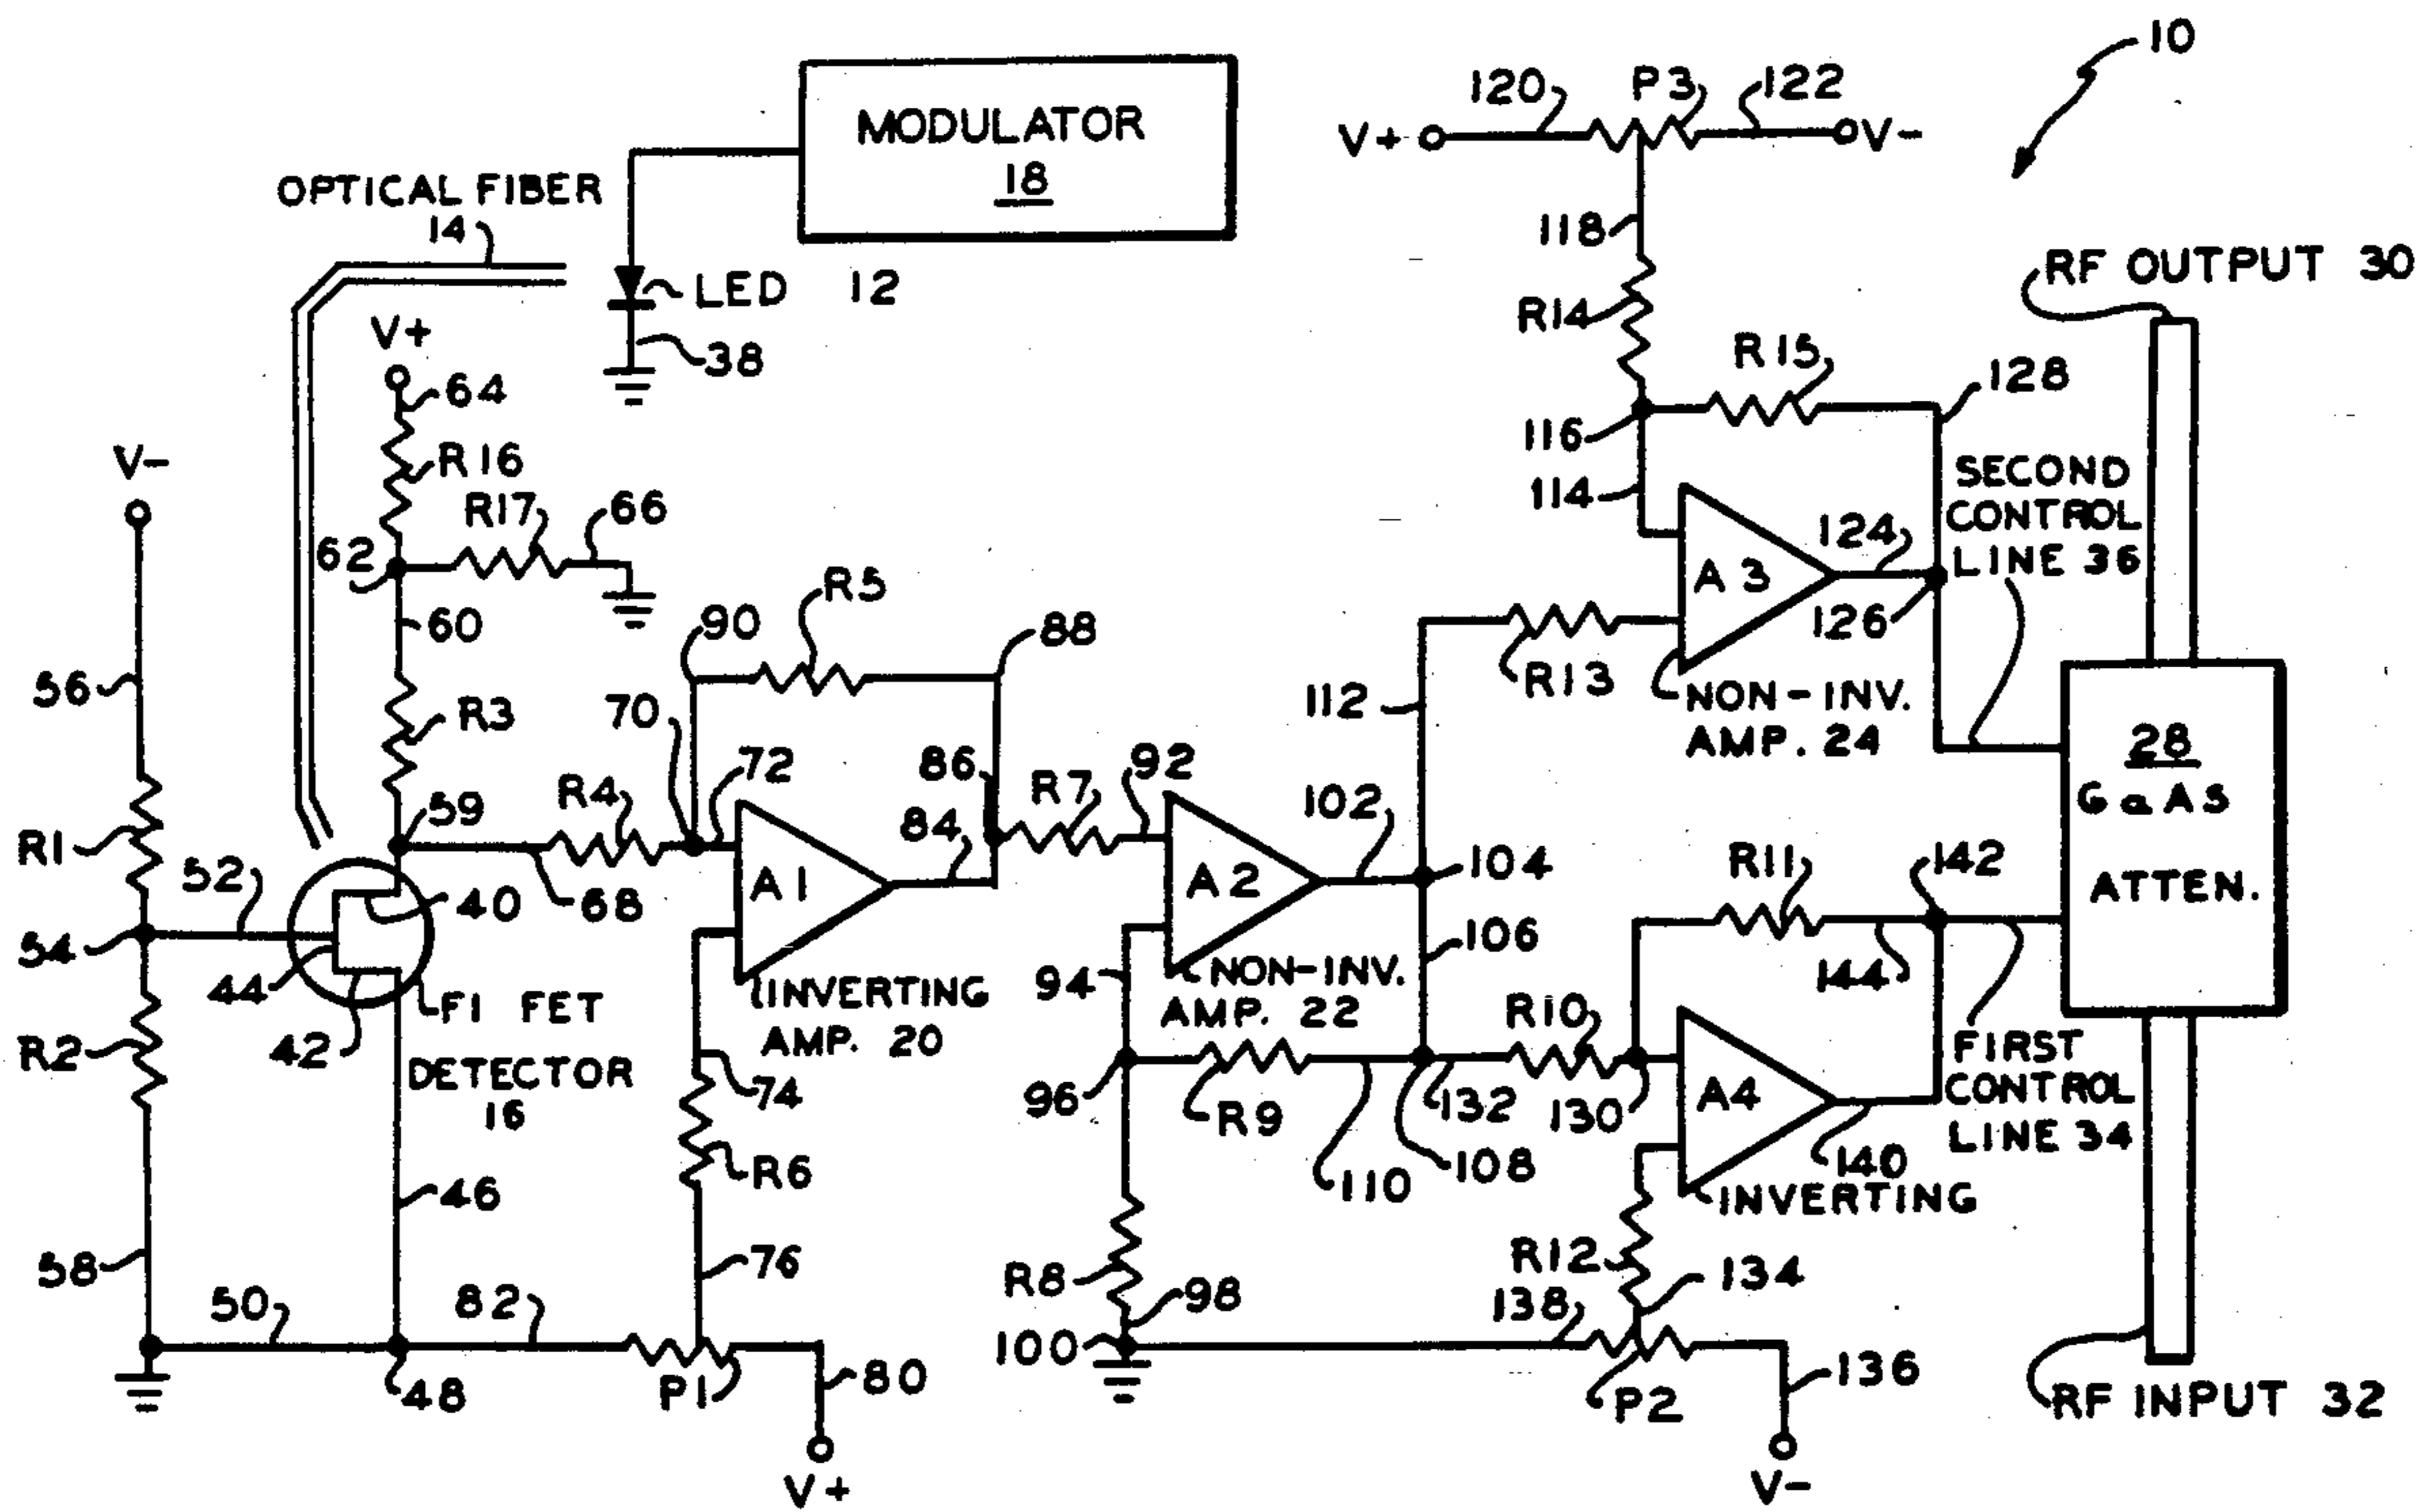 10
120
P3
122
V+
V-
MODULATOR
18
OPTICAL FIBER
14
118
LED
12
RF OUTPUT 30
V+
38
R14
64
R15
128
116
V-
R16
SECOND
CONTROL
LINE 36
R17
66
114
124
62
A3
126
60
R5
90
88
R13
56
112
NON-INV.
AMP. 24
R3
70
28
GaAS
ATTEN.
72
86
R7
92
R4
59
84
102
R1
52
A1
A2
104
R11
142
40
68
54
106
44
94
NON-INV.
AMP. 22
144
F1 FET
INVERTING
AMP. 20
R10
42
R2
DETECTOR
16
FIRST
CONTROL
LINE 34
74
96
R9
132
130
A4
R6
110
108
140
INVERTING
46
58
76
R12
134
R8
98
138
50
82
100
136
48
P1
80
P2
RF INPUT 32
V+
V-